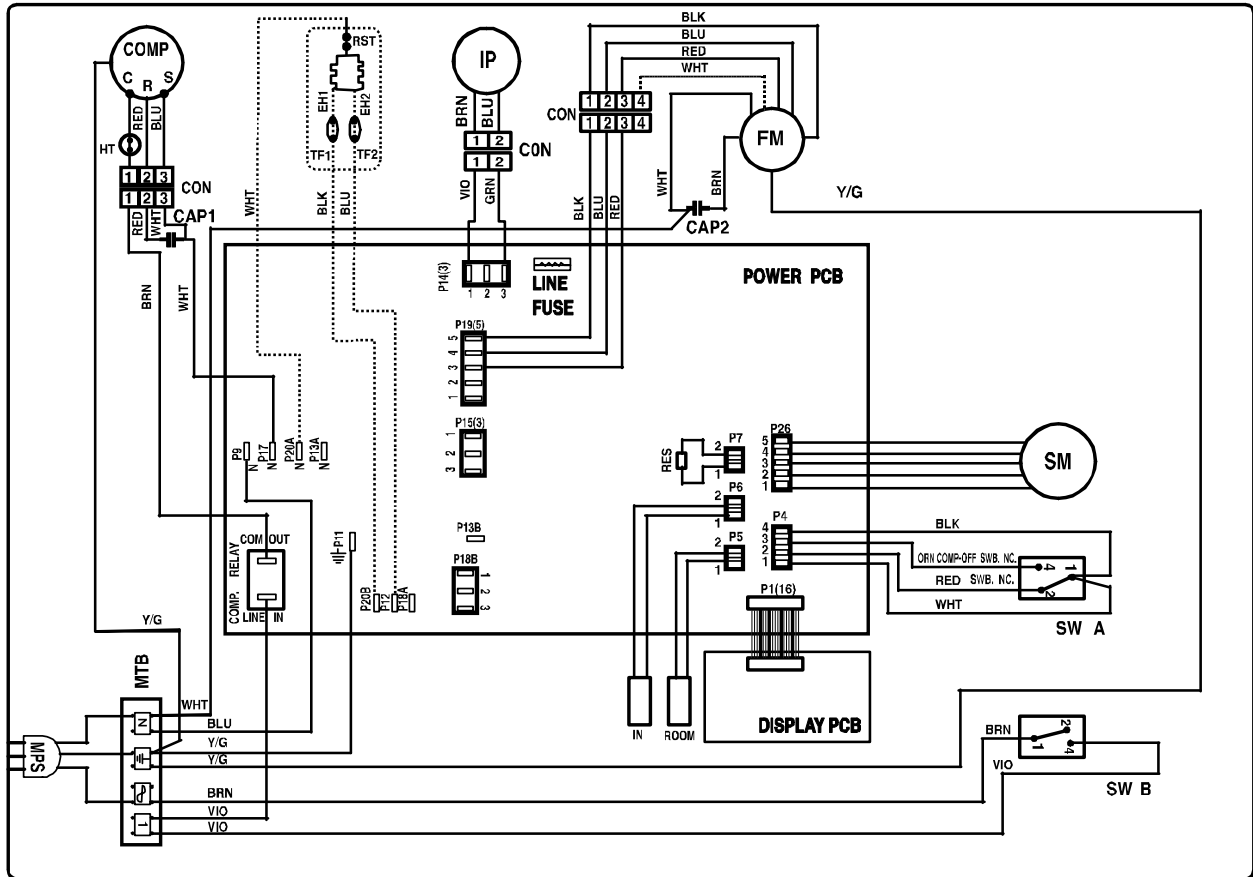 COMP
C R S
RED
BLU
HT
1 2 3
CON
1 2 3
RED
WHT
CAP1
BRN
WHT
WHT
RST
EH1
EH2
TF1
TF2
BLK
BLU
IP
BRN
BLU
1 2
C0N
1 2
VIO
GRN
BLK
BLU
RED
WHT
1 2 3 4
CON
1 2 3 4
BLK
BLU
RED
FM
WHT
BRN
CAP2
Y/G
P14(3)
1 2 3
LINE
FUSE
POWER PCB
P19(5)
5
4
3
2
1
P15(3)
1
2
3
P9
N
P17
N
P20A
N
P13A
N
RES
2
1
P7
P26
5
4
3
2
1
SM
2
1
P6
P4
4
3
2
1
2
1
P5
BLK
ORN COMP-OFF SWB. NC.
RED SWB. NC.
WHT
4 1
2
SW A
P1(16)
COMP. RELAY
COM OUT
LINE IN
P11
P20B
P12
P18A
P13B
P18B
1
2
3
Y/G
MTB
N
1
MPS
WHT
BLU
Y/G
Y/G
BRN
VIO
VIO
IN
ROOM
DISPLAY PCB
BRN
VIO
2
1
4
SW B